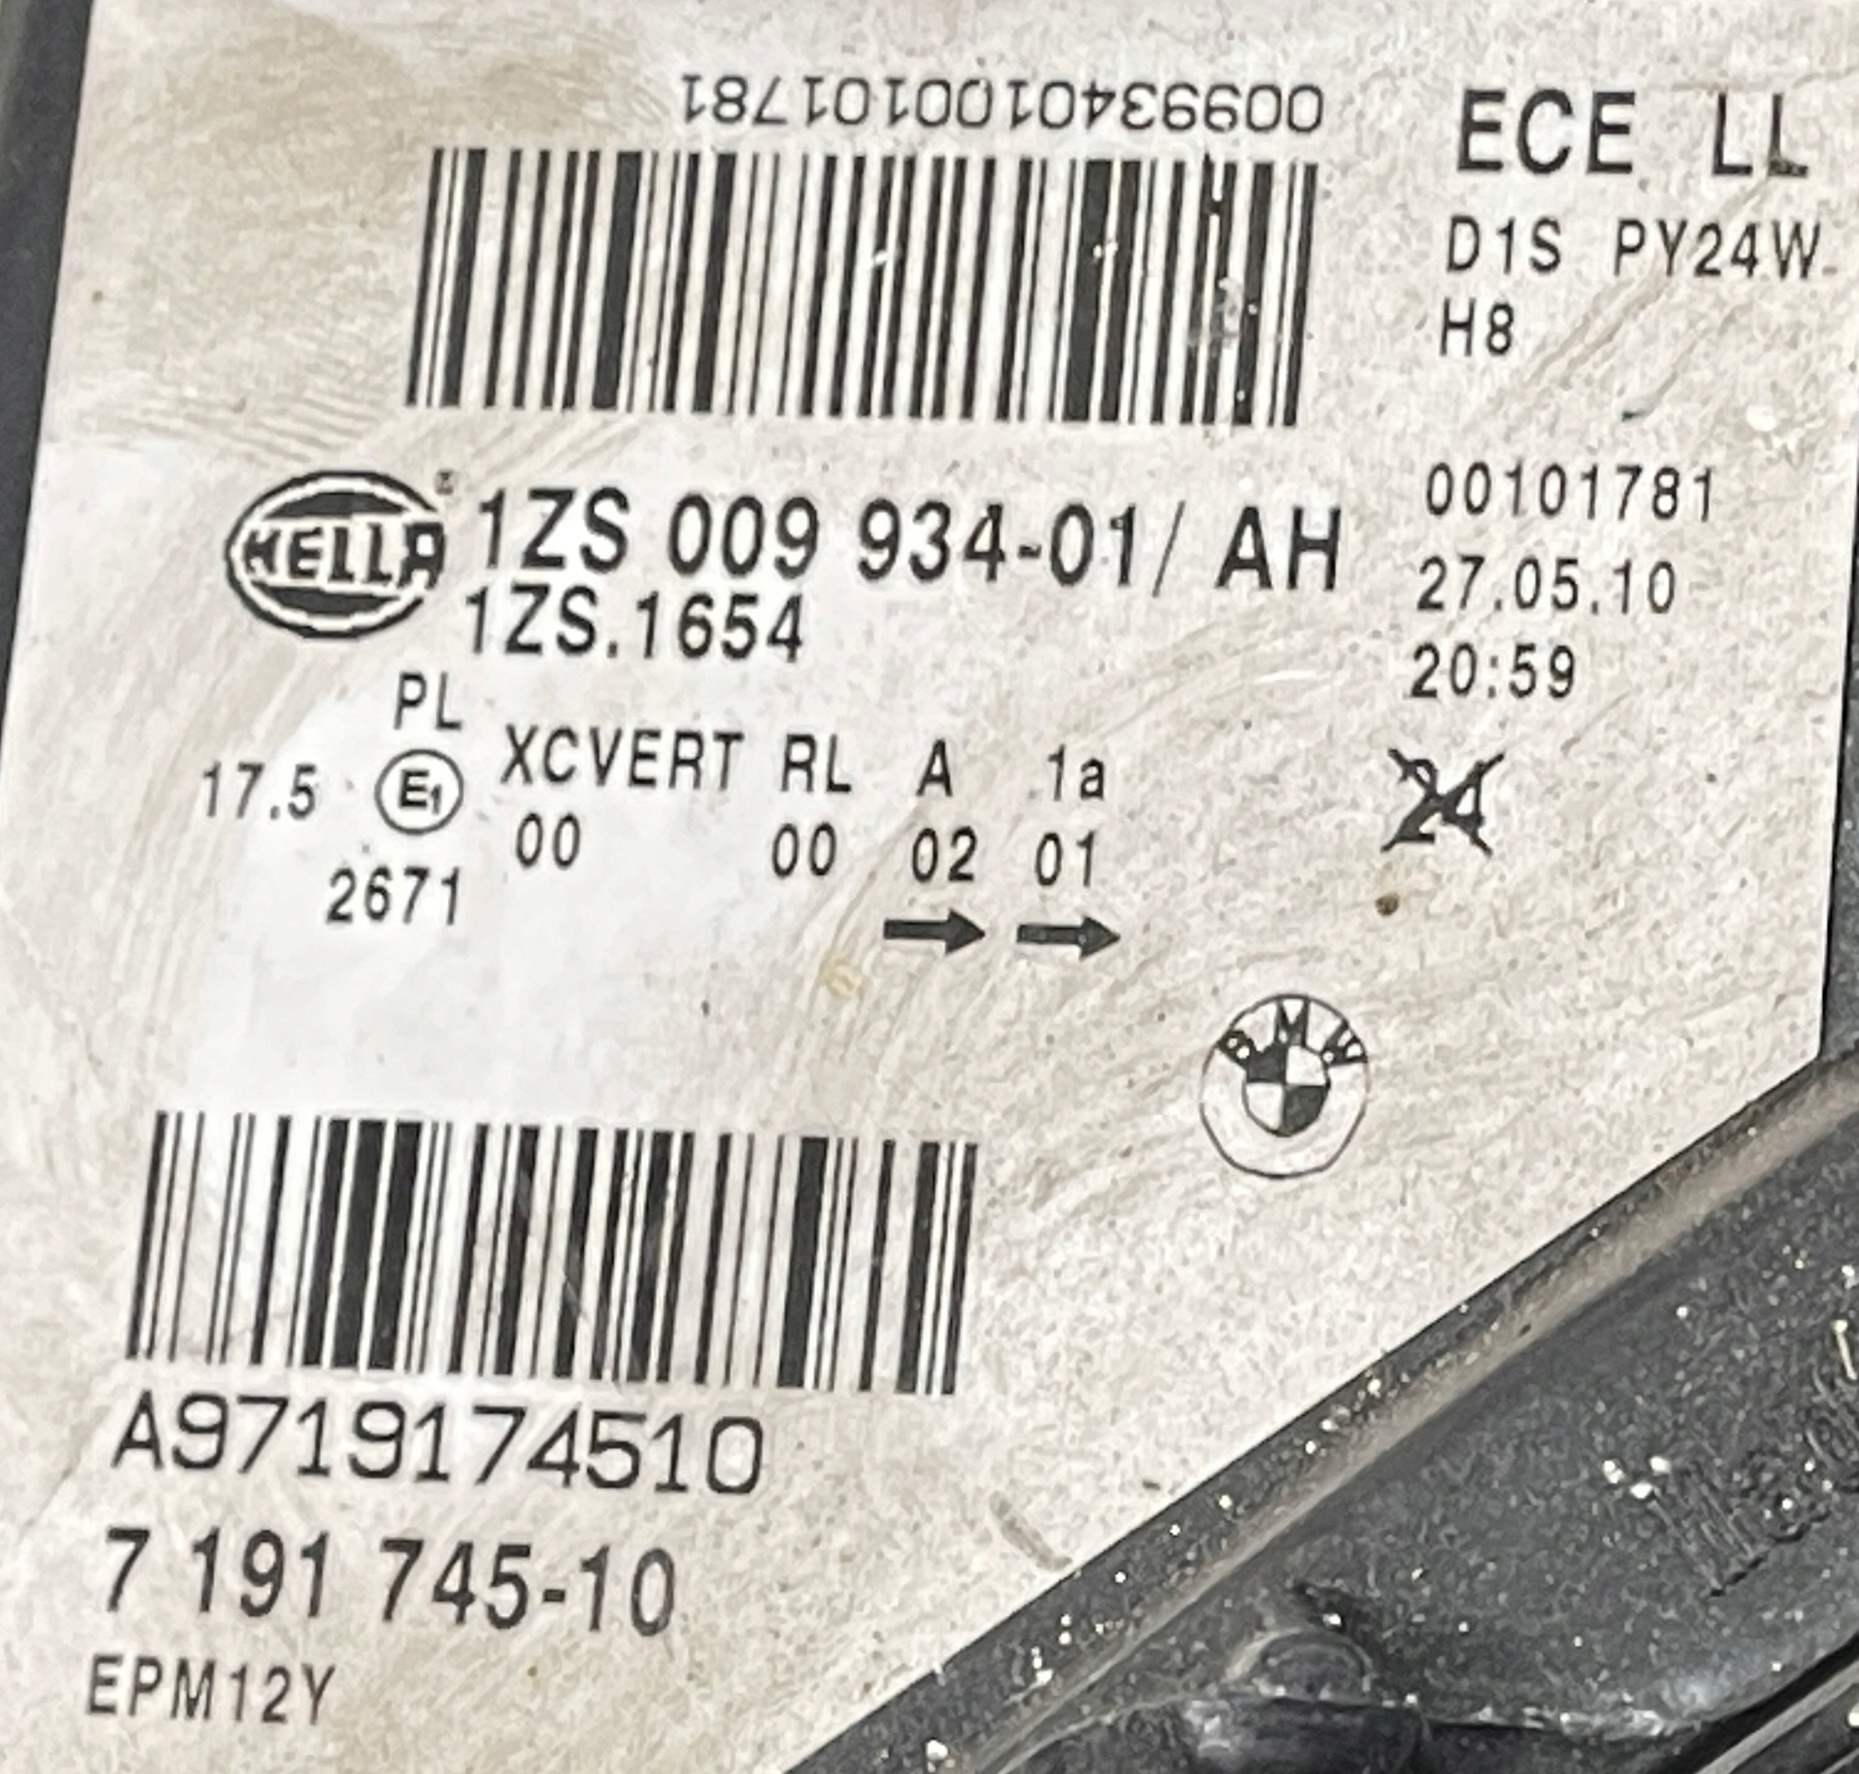 0099340100101781
ECE LL
D1S PY24W
H8
HELLA® 1ZS 009 934-01/ AH
1ZS.1654
00101781
27.05.10
20:59
PL
17.5 E1 XCVERT RL A 1a
00 00 02 01
2671
24
BMW
A9719174510
7 191 745-10
EPM12Y